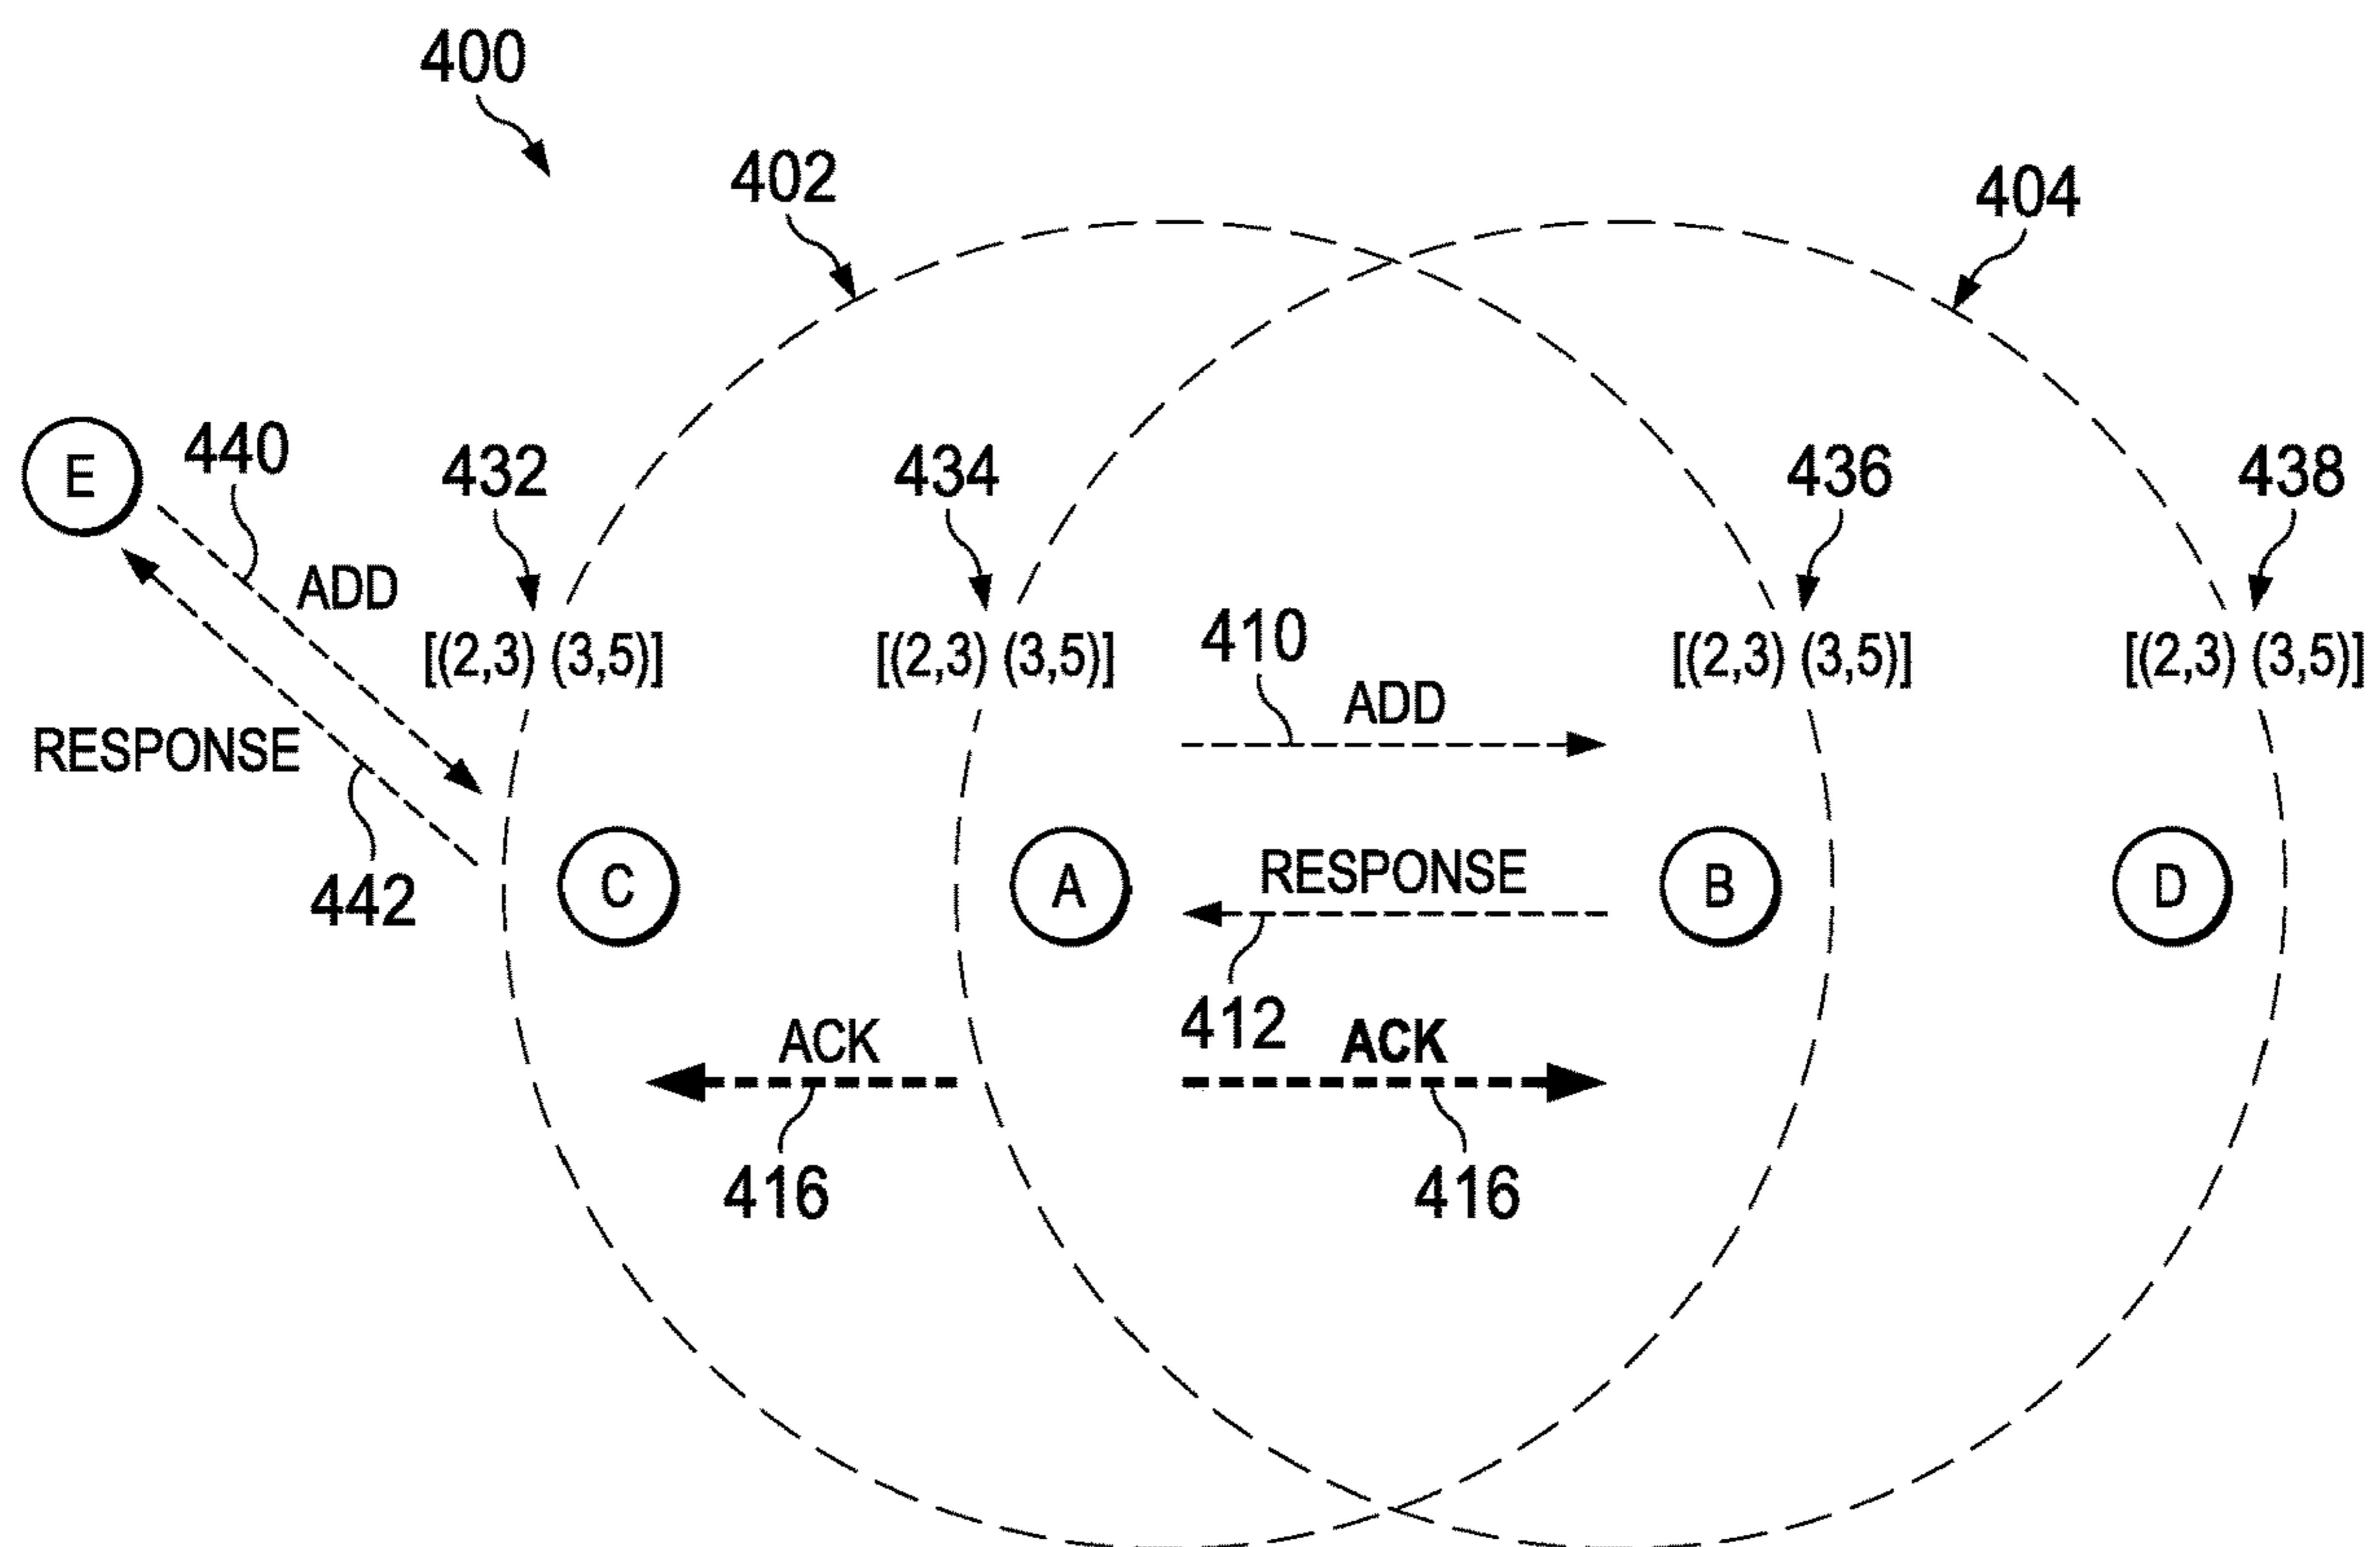 400
402
404
E
440
432
434
436
438
ADD
[(2,3) (3,5)]
[(2,3) (3,5)]
410
[(2,3) (3,5)]
[(2,3) (3,5)]
ADD
RESPONSE
442
C
A
RESPONSE
B
D
412
ACK
ACK
416
416